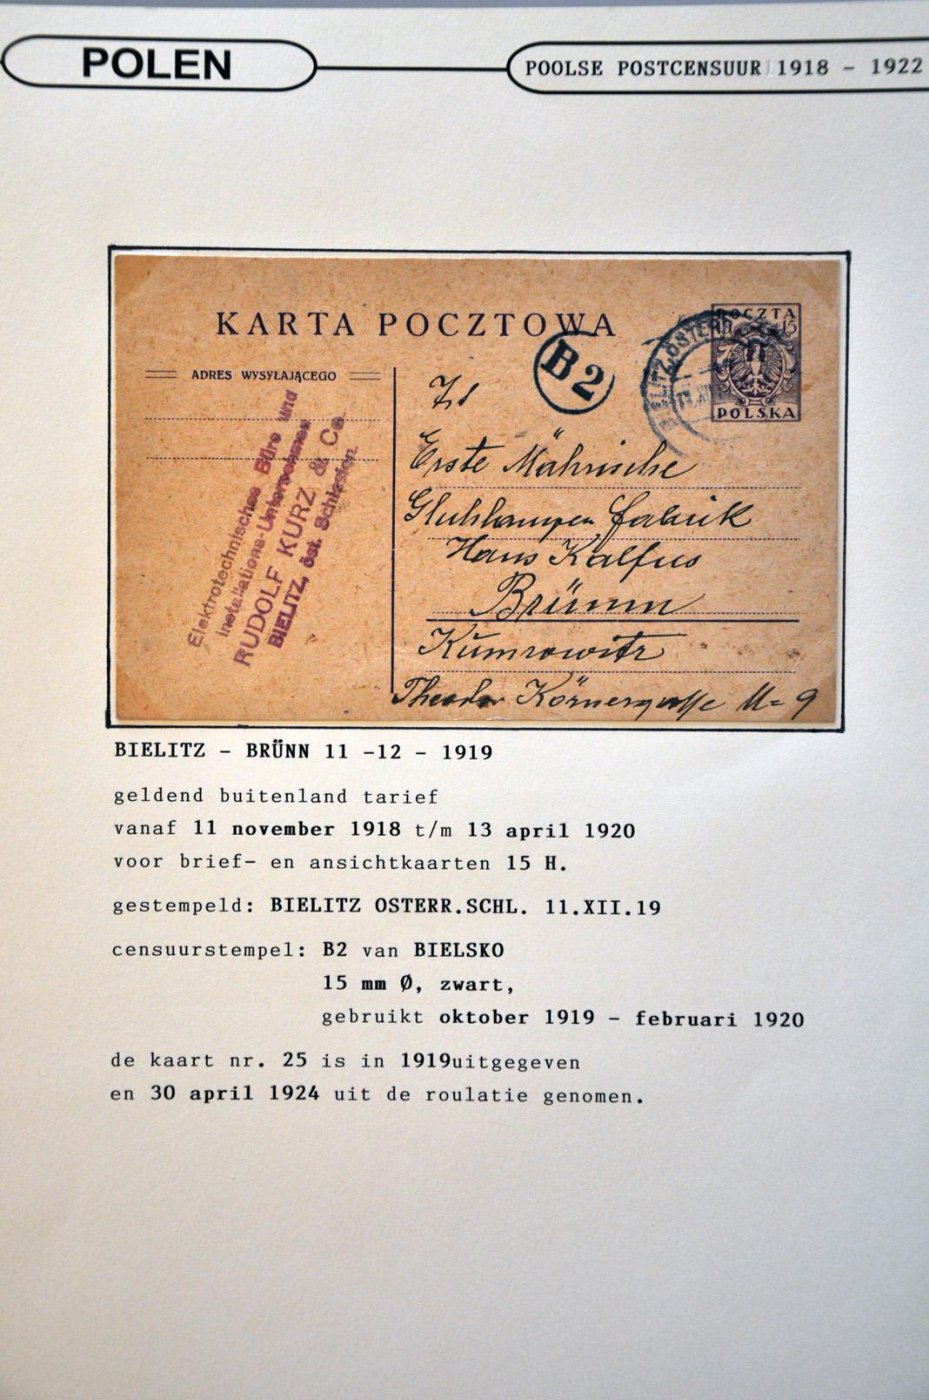 POLEN
POOLSE POSTCENSUUR 1918 - 1922
KARTA POCZTOWA
B2
POCZTA
15
POLSKA
BIELITZ ÖSTERR
ADRES WYSYŁAJĄCEGO
Elektrotechnisches Büro und
Installations-Unternehmen
RUDOLF KURZ & Co.
BIELITZ, öst. Schlesien.
Erste Mährische
Gluhlampen fabrik
Hans Kalfus
Brünn
Kumrowitz
Theodor Körnergasse 9
BIELITZ - BRÜNN 11 -12 - 1919
geldend buitenland tarief
vanaf 11 november 1918 t/m 13 april 1920
voor brief- en ansichtkaarten 15 H.
gestempeld: BIELITZ OSTERR.SCHL. 11.XII.19
censuurstempel: B2 van BIELSKO
15 mm Ø, zwart,
gebruikt oktober 1919 - februari 1920
de kaart nr. 25 is in 1919uitgegeven
en 30 april 1924 uit de roulatie genomen.